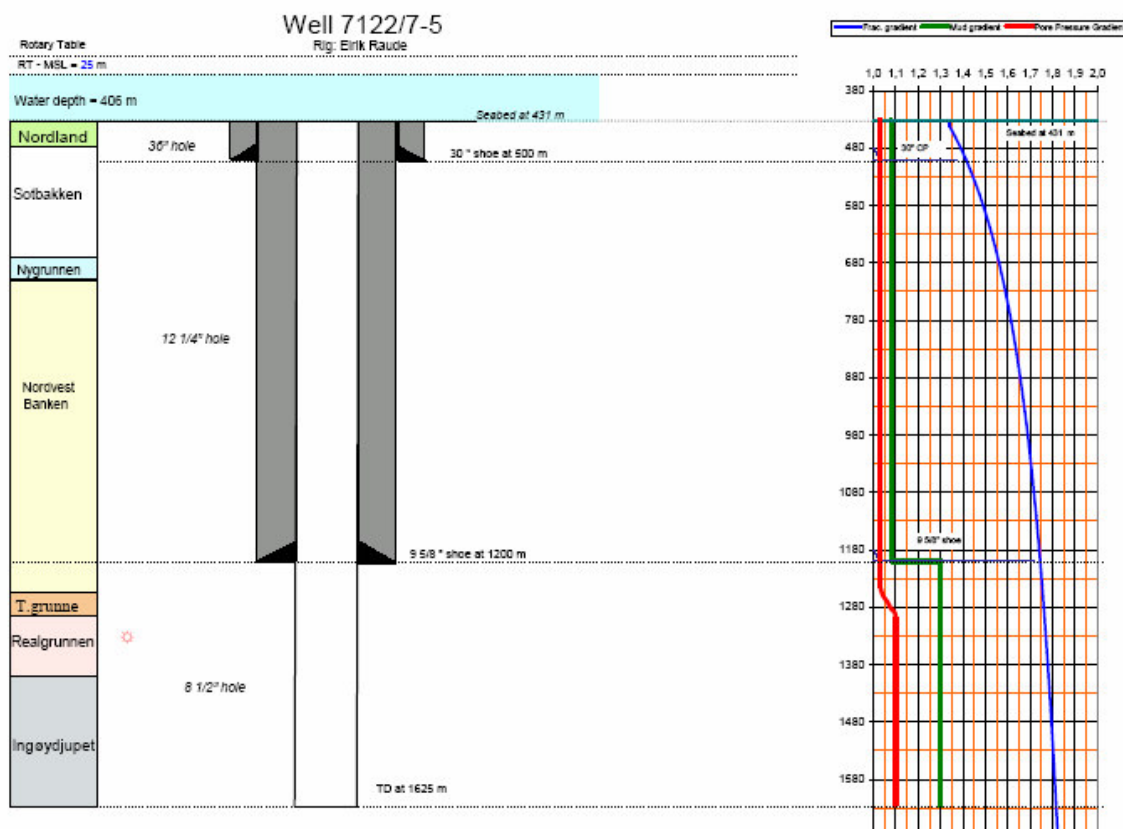 Well 7122/7-5
Rig: Eirik Raude
Rotary Table
RT - MSL = 25 m
Water depth = 406 m
Seabed at 431 m
Nordland
36" hole
30 " shoe at 500 m
Sotbakken
Nygrunnen
12 1/4" hole
Nordvest
Banken
9 5/8 " shoe at 1200 m
T.grunne
Realgrunnen
8 1/2" hole
Ingøydjupet
TD at 1625 m
Frac. gradient Mud gradient Pore Pressure Gradien
1,0 1,1 1,2 1,3 1,4 1,5 1,6 1,7 1,8 1,9 2,0
380
Seabed at 431 m
480
30" CP
580
680
780
880
980
1080
1180
9 5/8" shoe
1280
1380
1480
1580